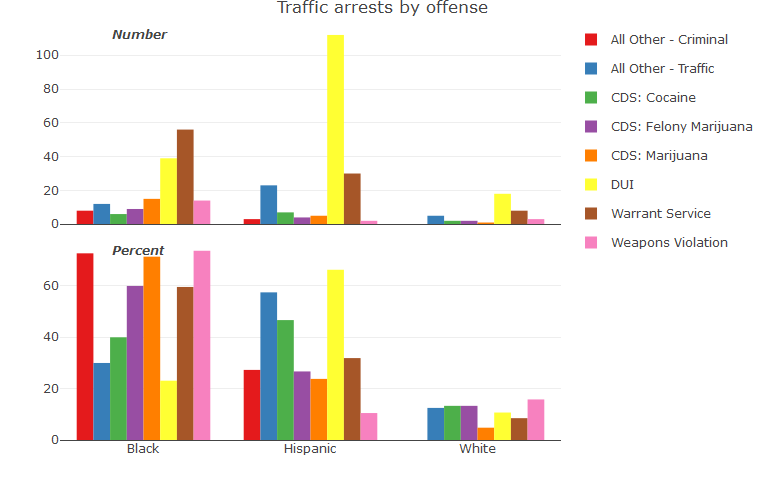 Traffic arrests by offense
Number
100
80
60
40
20
0
Percent
60
40
20
0
Black Hispanic White
All Other - Criminal
All Other - Traffic
CDS: Cocaine
CDS: Felony Marijuana
CDS: Marijuana
DUI
Warrant Service
Weapons Violation